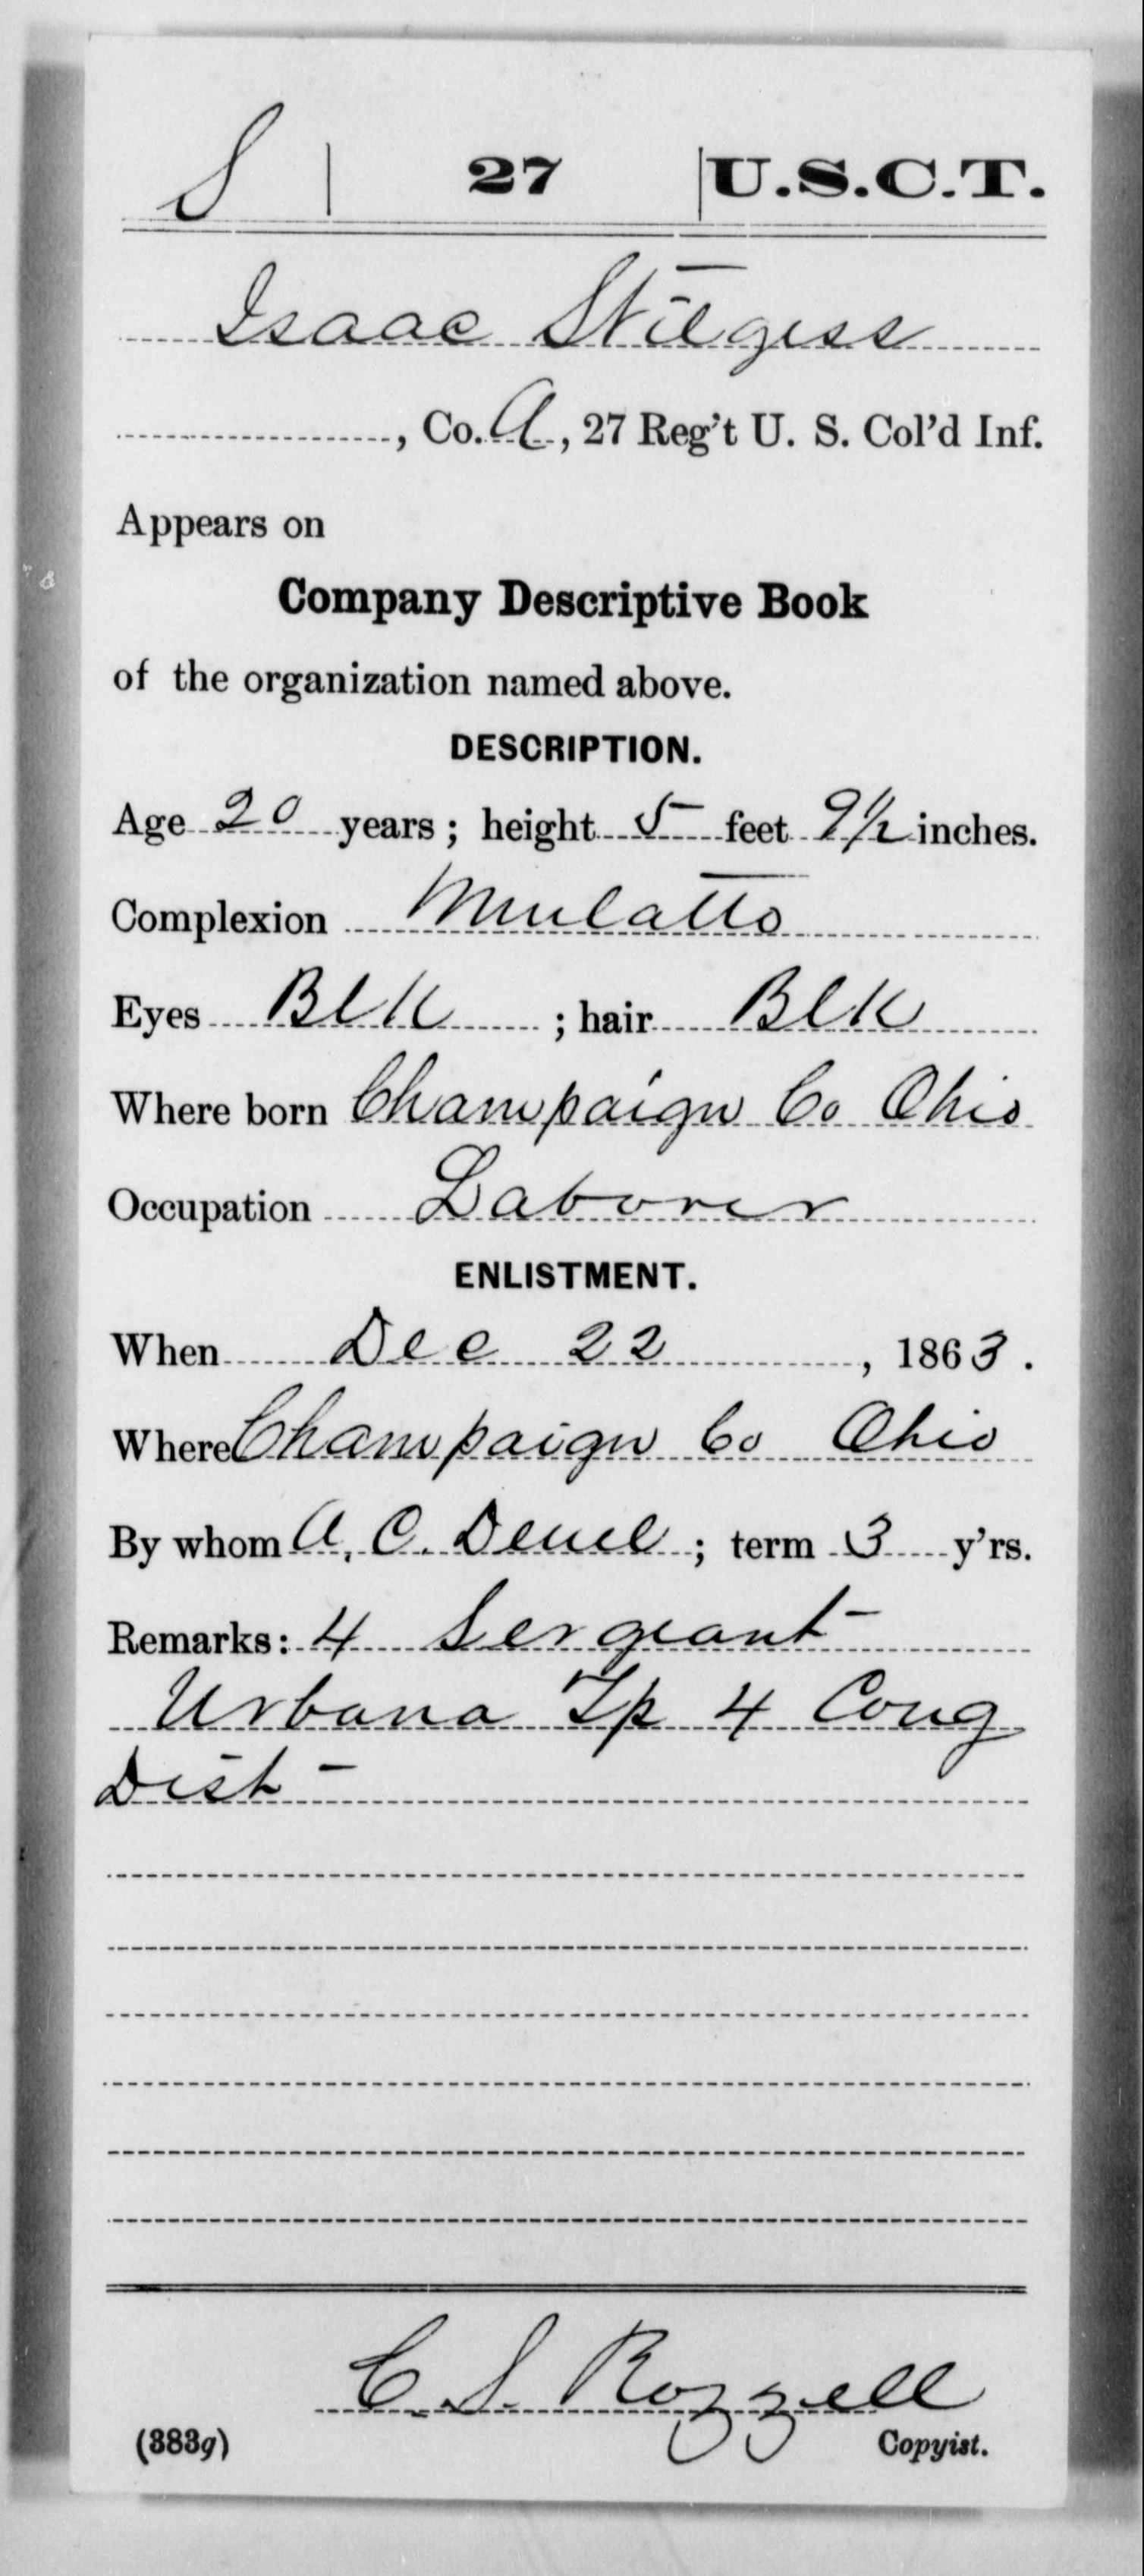 S | 27 | U.S.C.T.
Isaac Stilgess
, Co. A, 27 Reg't U. S. Col'd Inf.
Appears on
Company Descriptive Book
of the organization named above.
DESCRIPTION.
Age 20 years; height 5 feet 9½ inches.
Complexion Mulatto
Eyes Blk ; hair Blk
Where born Champaign Co Ohio
Occupation Laborer
ENLISTMENT.
When Dec 22, 1863.
Where Champaign Co Ohio
By whom A. C. Deuel; term 3 y'rs.
Remarks: 4 Sergeant
Urbana Tp 4 Cong
Dist
C. S. Rozzell
(383g) Copyist.